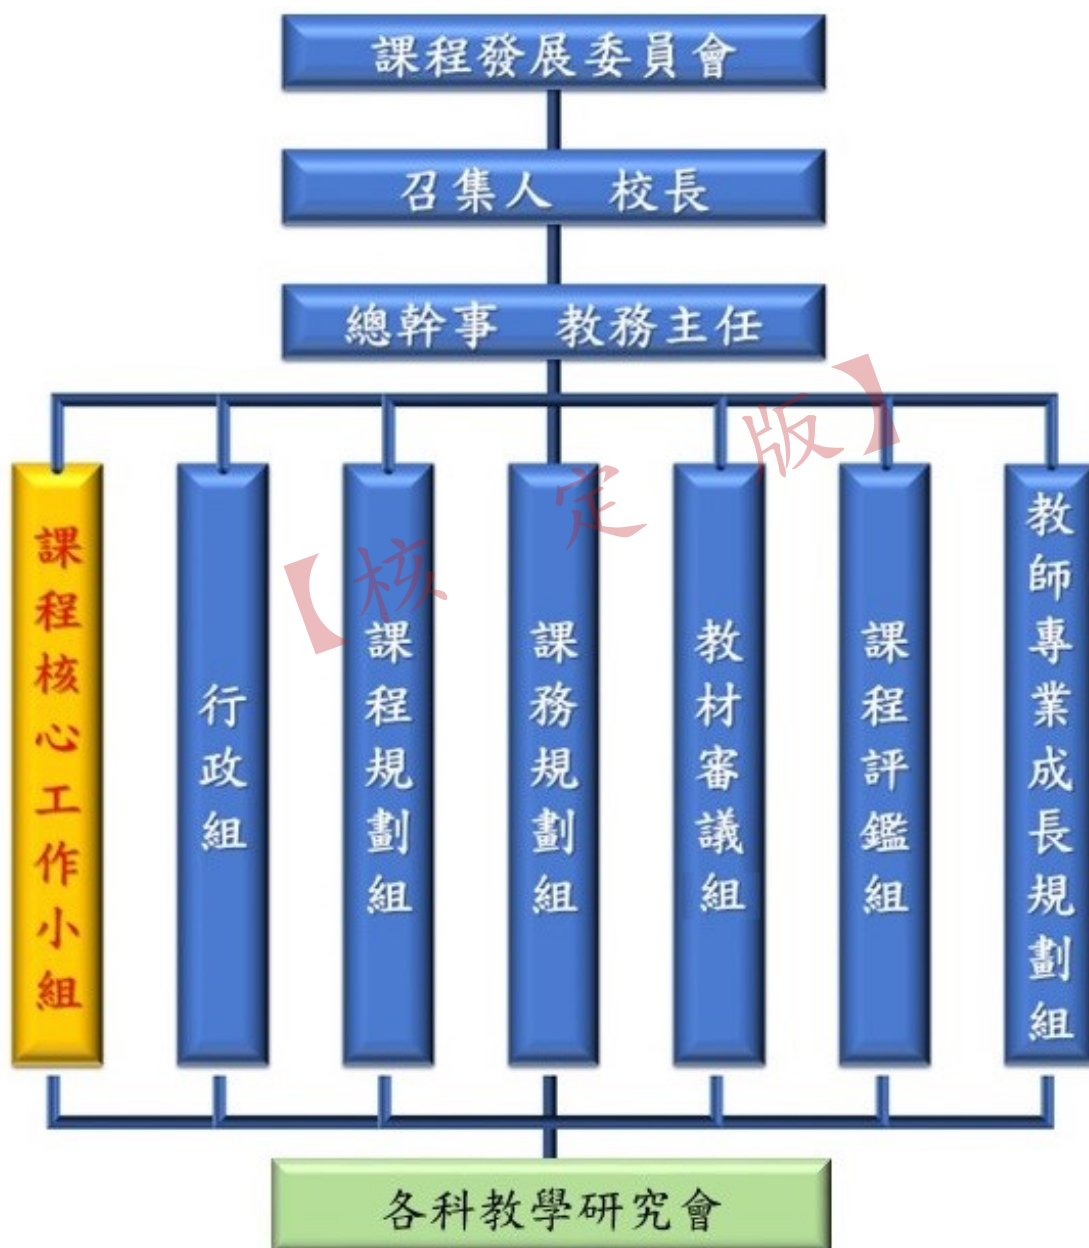 課程發展委員會
召集人 校長
總幹事 教務主任
【核定版】
課程核心工作小組
行政組
課程規劃組
課務規劃組
教材審議組
課程評鑑組
教師專業成長規劃組
各科教學研究會